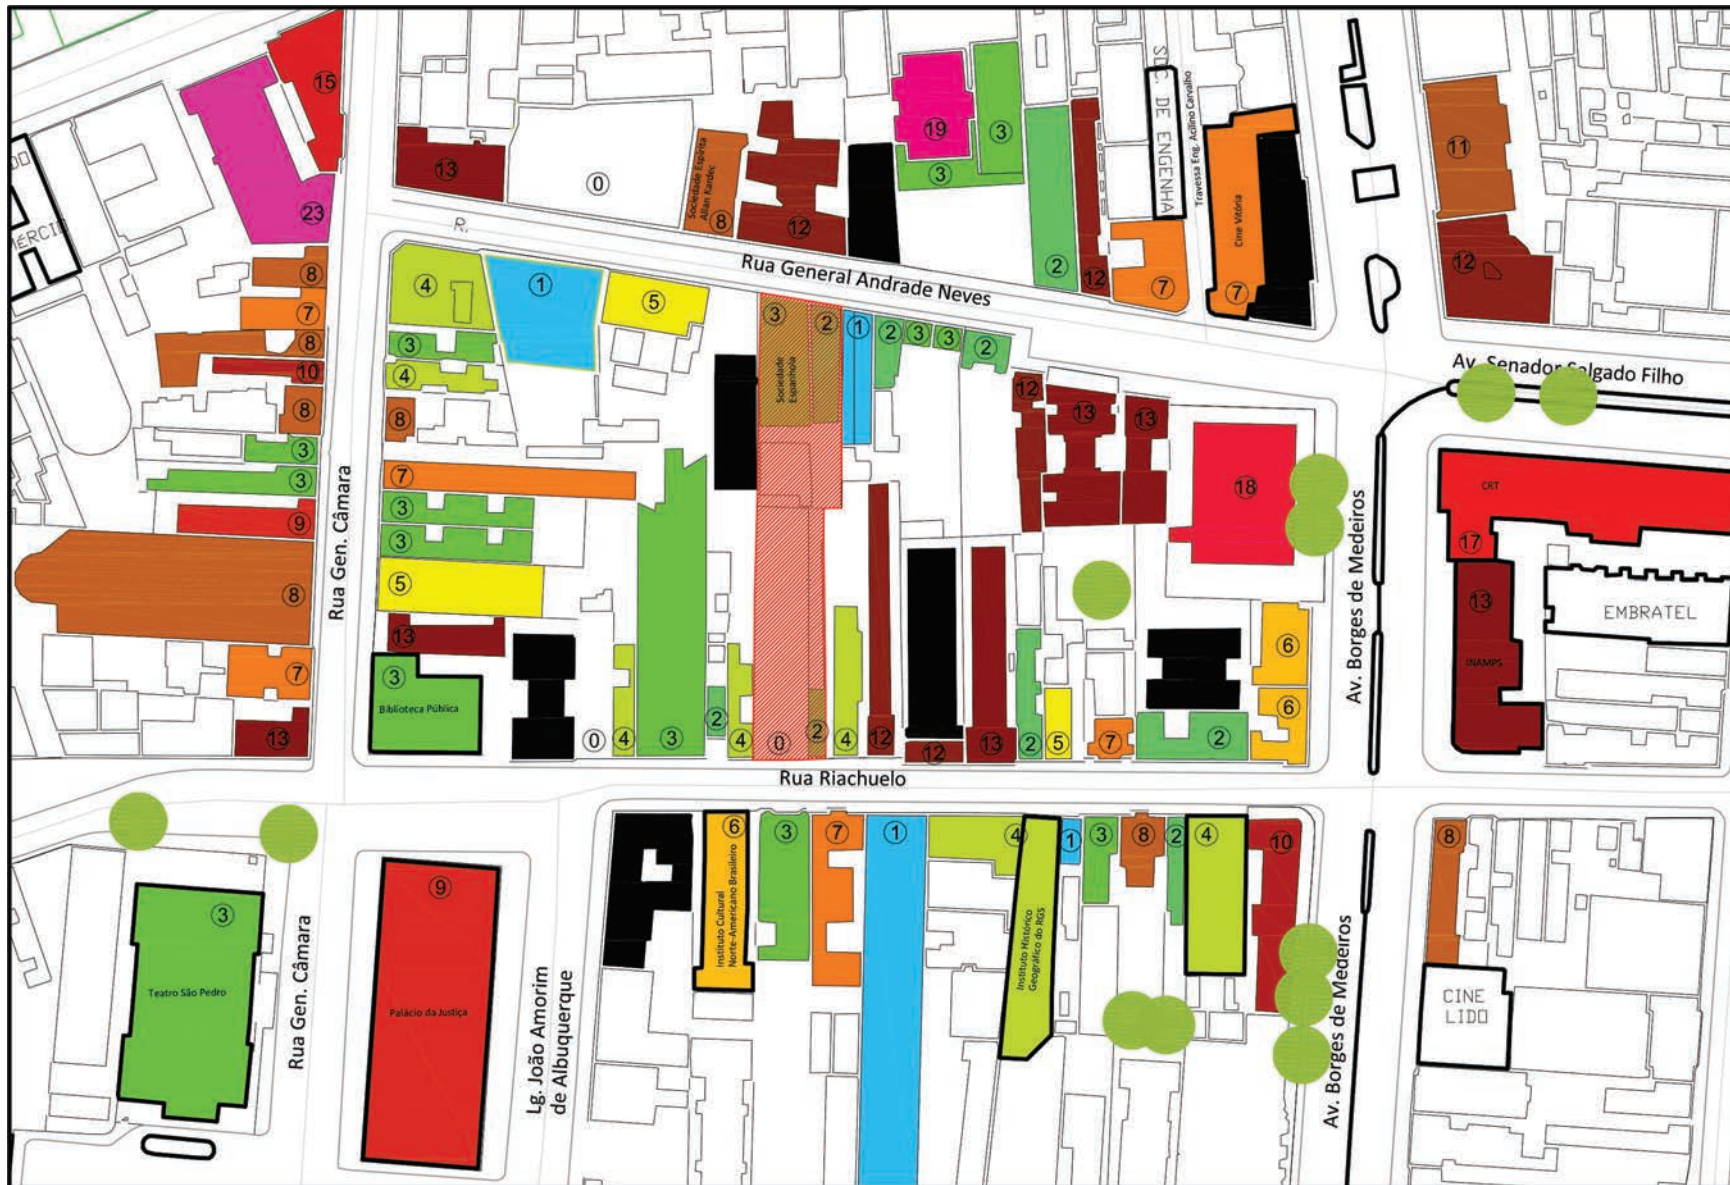 15
23
MÉRCIO
13
0
Sociedade Espírita
Allan Kardec
8
12
19
3
3
2
12
SOC. DE ENGENHA
Travessa Eng. Acilino Carvalho
7
Cine Vitória
7
11
12
R.
Rua General Andrade Neves
Av. Senador Salgado Filho
8
7
8
10
8
3
3
9
8
7
13
Rua Gen. Câmara
4
1
5
3
4
8
7
3
3
5
13
3
Biblioteca Pública
3
2
Sociedade
Espanhola
1
2
3
3
2
12
13
13
18
Av. Borges de Medeiros
CRT
17
13
INAMPS
EMBRATEL
6
6
0
4
3
2
4
0
2
4
12
12
13
2
5
7
2
Rua Riachuelo
3
Teatro São Pedro
Rua Gen. Câmara
9
Palácio da Justiça
Lg. João Amorim
de Albuquerque
6
Instituto Cultural
Norte-Americano Brasileiro
3
7
1
4
Instituto Histórico
Geográfico do RGS
1
3
8
2
4
10
Av. Borges de Medeiros
8
CINE
LIDO